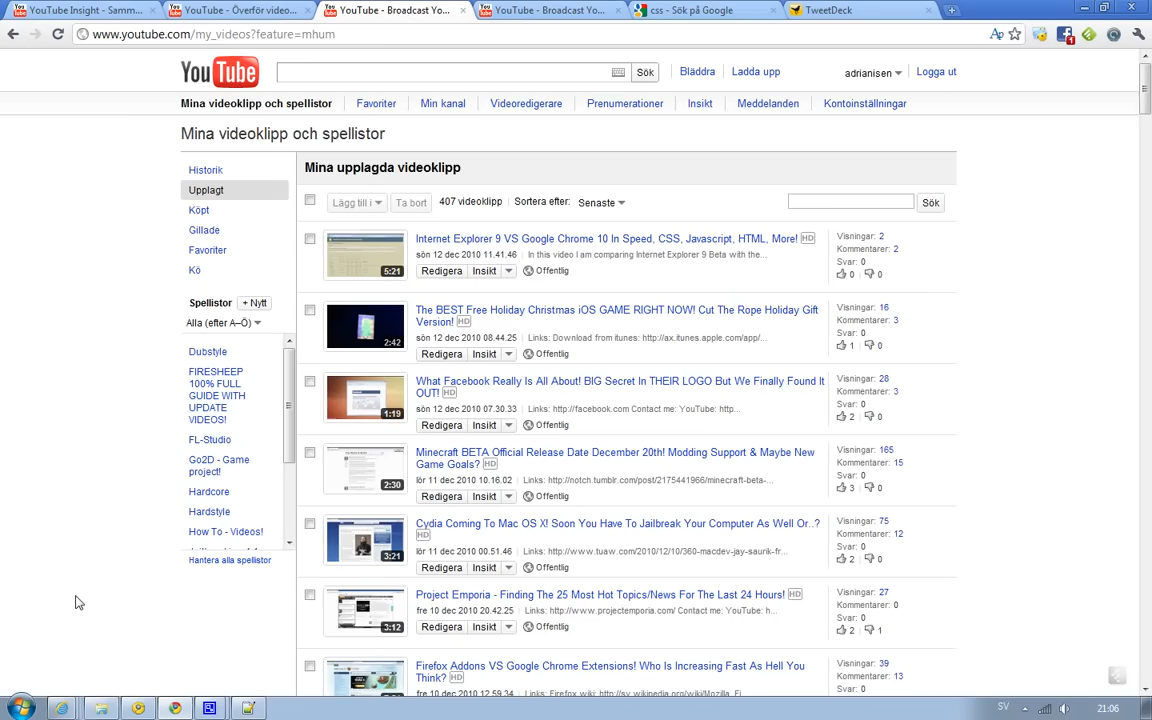 YouTube Insight - Samm...
YouTube - Överför video...
YouTube - Broadcast Yo...
YouTube - Broadcast Yo...
css - Sök på Google
TweetDeck
www.youtube.com/my_videos?feature=mhum
YouTube
Sök
Bläddra
Ladda upp
adrianisen
Logga ut
Mina videoklipp och spellistor
Favoriter
Min kanal
Videoredigerare
Prenumerationer
Insikt
Meddelanden
Kontoinställningar
Mina videoklipp och spellistor
Historik
Upplagt
Köpt
Gillade
Favoriter
Kö
Spellistor
+ Nytt
Alla (efter A–Ö)
Dubstyle
FIRESHEEP
100% FULL
GUIDE WITH
UPDATE
VIDEOS!
FL-Studio
Go2D - Game
project!
Hardcore
Hardstyle
How To - Videos!
Hantera alla spellistor
Mina upplagda videoklipp
Lägg till i
Ta bort
407 videoklipp
Sortera efter:
Senaste
Sök
5:21
Internet Explorer 9 VS Google Chrome 10 In Speed, CSS, Javascript, HTML, More! HD
sön 12 dec 2010 11.41.46
In this video I am comparing Internet Explorer 9 Beta with the...
Redigera
Insikt
Offentlig
Visningar: 2
Kommentarer: 2
Svar: 0
0
0
2:42
The BEST Free Holiday Christmas iOS GAME RIGHT NOW! Cut The Rope Holiday Gift
Version! HD
sön 12 dec 2010 08.44.25
Links: Download from itunes: http://ax.itunes.apple.com/app/...
Redigera
Insikt
Offentlig
Visningar: 16
Kommentarer: 3
Svar: 0
1
0
1:19
What Facebook Really Is All About! BIG Secret In THEIR LOGO But We Finally Found It
OUT! HD
sön 12 dec 2010 07.30.33
Links: http://facebook.com Contact me: YouTube: http...
Redigera
Insikt
Offentlig
Visningar: 28
Kommentarer: 3
Svar: 0
2
0
2:30
Minecraft BETA Official Release Date December 20th! Modding Support & Maybe New
Game Goals? HD
lör 11 dec 2010 10.16.02
Links: http://notch.tumblr.com/post/2175441966/minecraft-beta-...
Redigera
Insikt
Offentlig
Visningar: 165
Kommentarer: 15
Svar: 0
3
0
3:21
Cydia Coming To Mac OS X! Soon You Have To Jailbreak Your Computer As Well Or..?
HD
lör 11 dec 2010 00.51.46
Links: http://www.tuaw.com/2010/12/10/360-macdev-jay-saurik-fr...
Redigera
Insikt
Offentlig
Visningar: 75
Kommentarer: 12
Svar: 0
2
0
3:12
Project Emporia - Finding The 25 Most Hot Topics/News For The Last 24 Hours! HD
fre 10 dec 2010 20.42.25
Links: http://www.projectemporia.com/ Contact me: YouTube: h...
Redigera
Insikt
Offentlig
Visningar: 27
Kommentarer: 0
Svar: 0
2
1
Firefox Addons VS Google Chrome Extensions! Who Is Increasing Fast As Hell You
Think? HD
fre 10 dec 2010 12.59.34
Links: http://sv.wikipedia.org/wiki/Mozilla_Fi
Visningar: 39
Kommentarer: 13
Svar: 0
SV
21:06